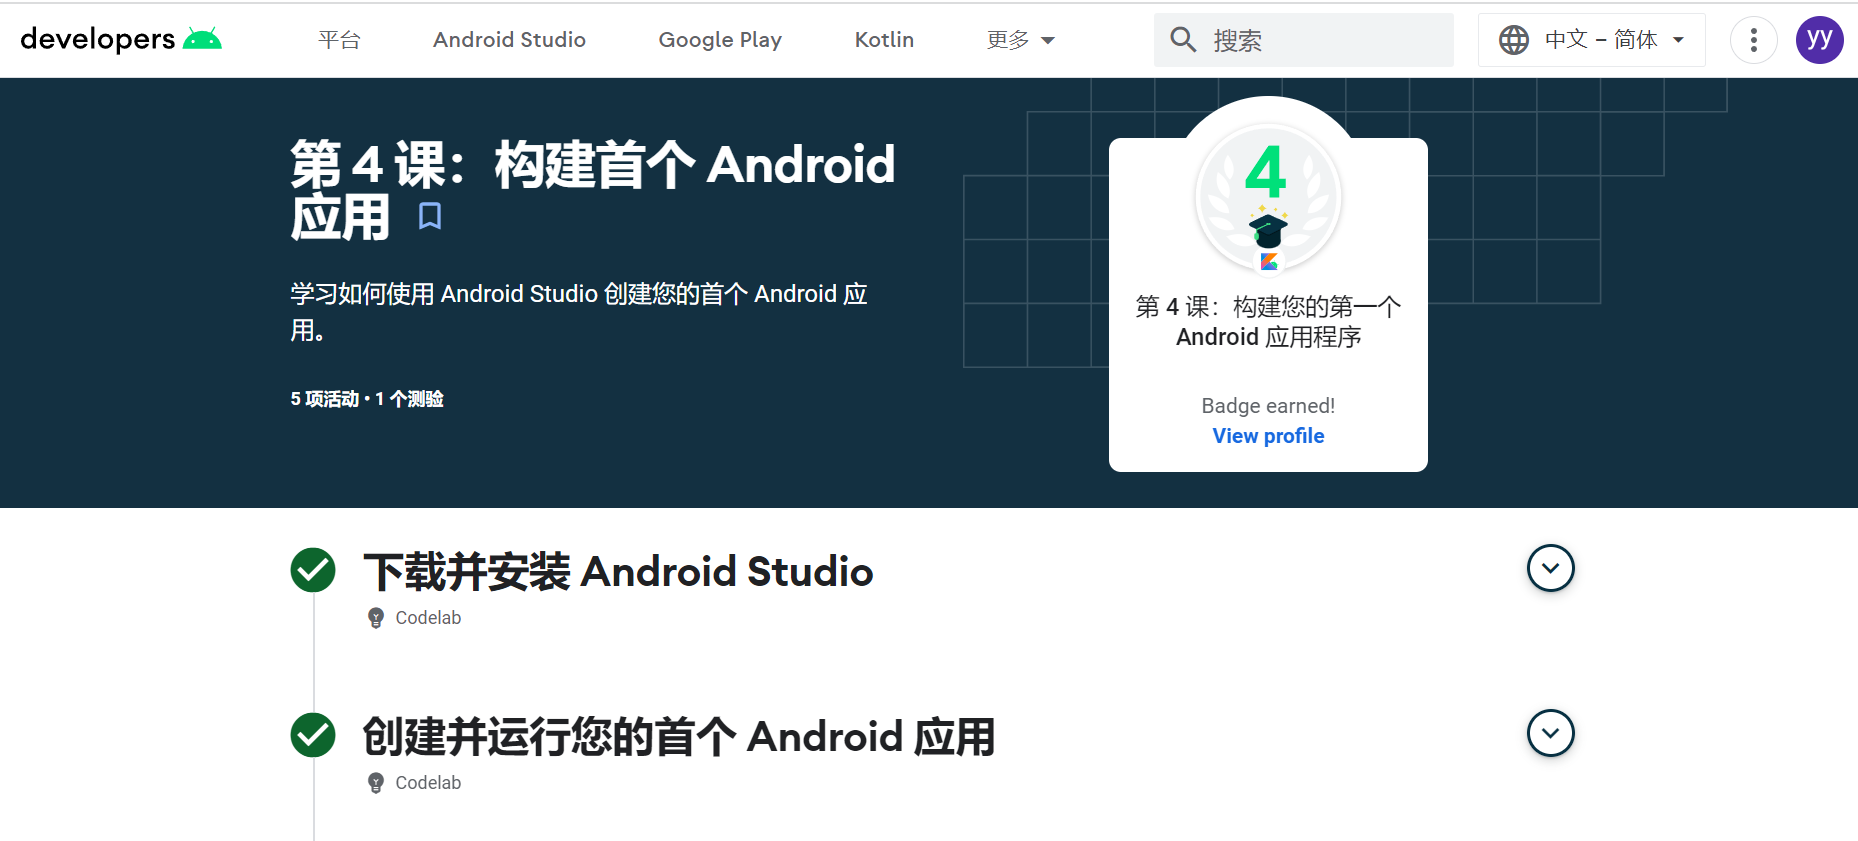 developers
平台
Android Studio
Google Play
Kotlin
更多
搜索
中文 – 简体
yy
第 4 课：构建首个 Android
应用
学习如何使用 Android Studio 创建您的首个 Android 应
用。
5 项活动 • 1 个测验
4
第 4 课：构建您的第一个
Android 应用程序
Badge earned!
View profile
下载并安装 Android Studio
Codelab
创建并运行您的首个 Android 应用
Codelab